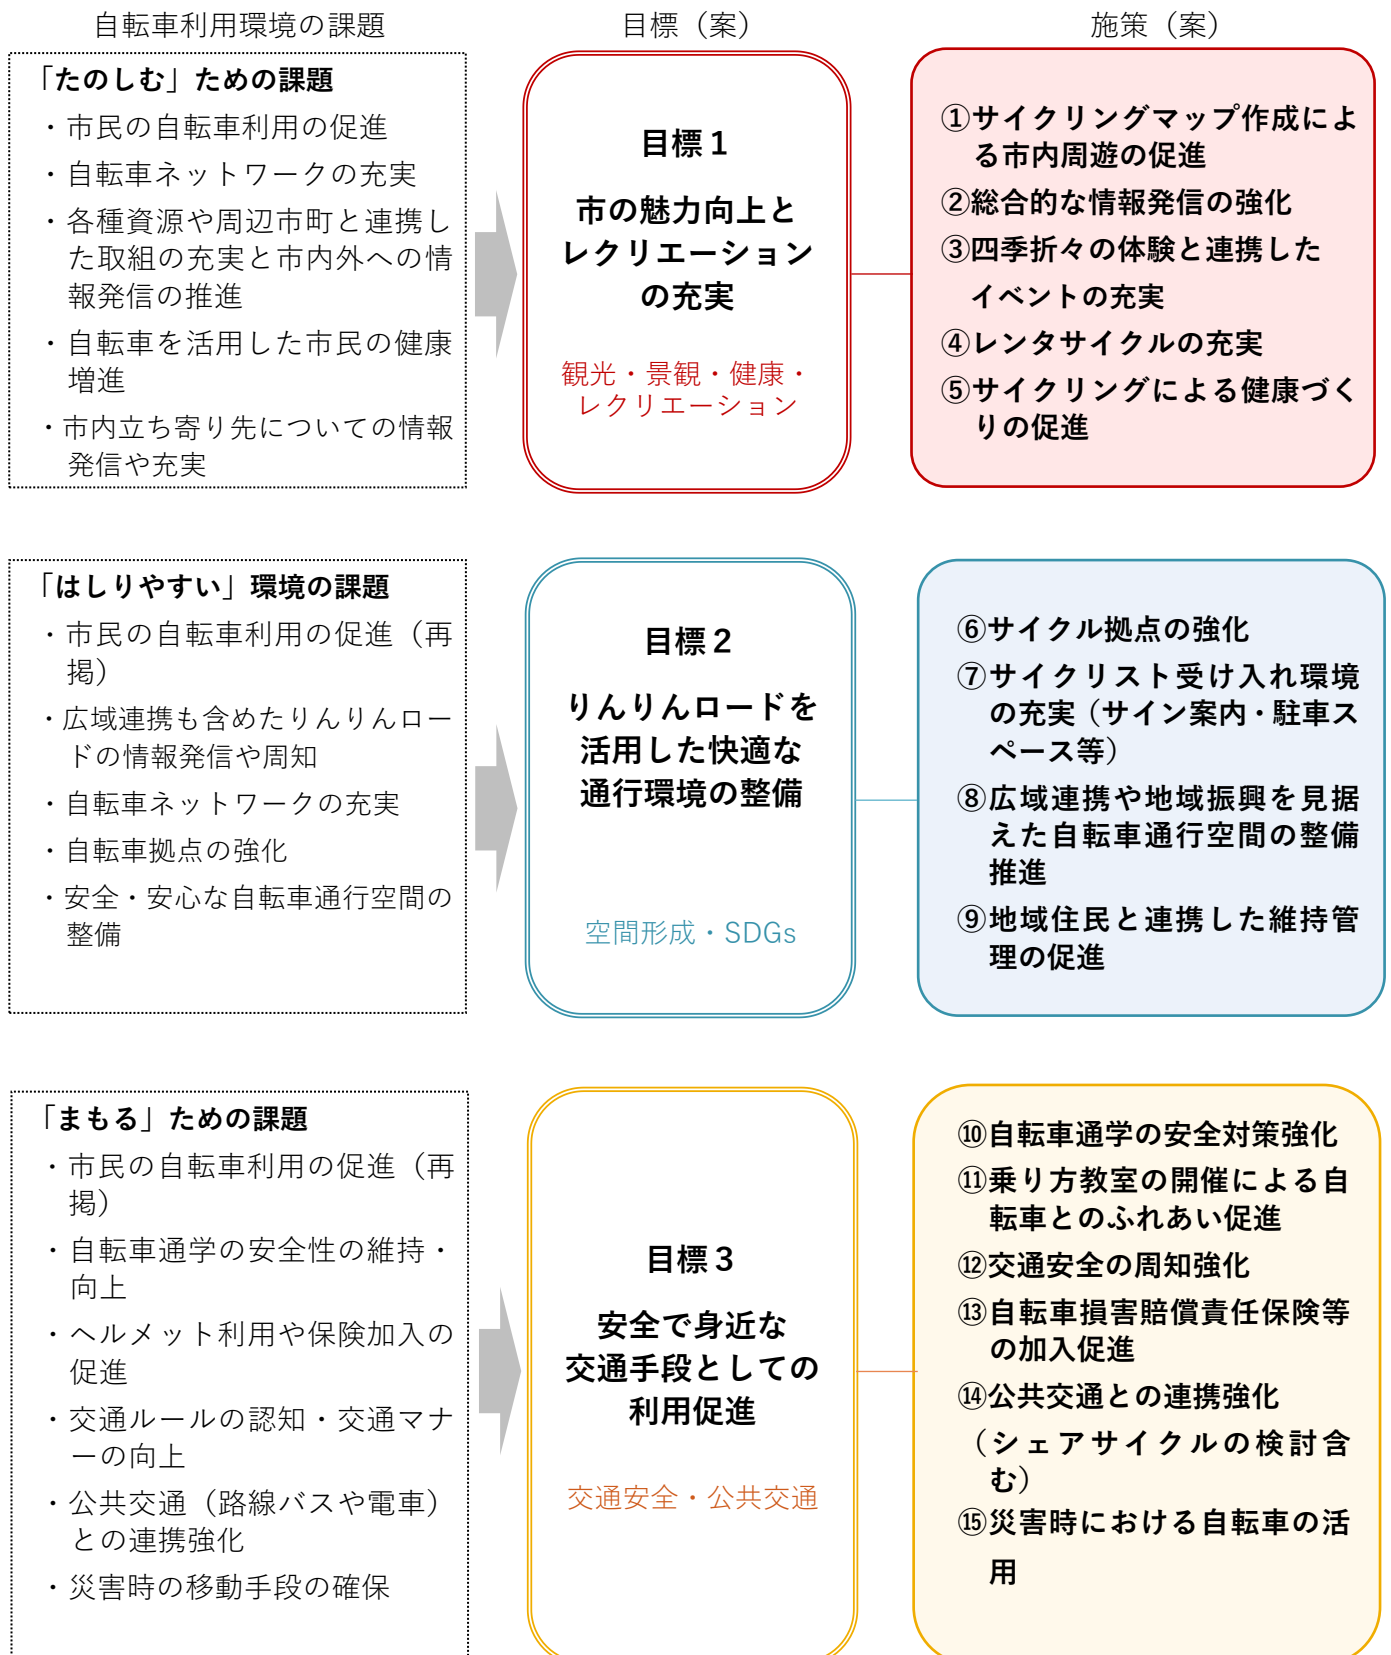 自転車利用環境の課題
目標（案）
施策（案）
「たのしむ」ための課題
・市民の自転車利用の促進
・自転車ネットワークの充実
・各種資源や周辺市町と連携し
た取組の充実と市内外への情
報発信の推進
・自転車を活用した市民の健康
増進
・市内立ち寄り先についての情報
発信や充実
目標１
市の魅力向上と
レクリエーション
の充実
観光・景観・健康・
レクリエーション
①サイクリングマップ作成によ
る市内周遊の促進
②総合的な情報発信の強化
③四季折々の体験と連携した
イベントの充実
④レンタサイクルの充実
⑤サイクリングによる健康づく
りの促進
「はしりやすい」環境の課題
・市民の自転車利用の促進（再
掲）
・広域連携も含めたりんりんロー
ドの情報発信や周知
・自転車ネットワークの充実
・自転車拠点の強化
・安全・安心な自転車通行空間の
整備
目標２
りんりんロードを
活用した快適な
通行環境の整備
空間形成・SDGs
⑥サイクル拠点の強化
⑦サイクリスト受け入れ環境
の充実（サイン案内・駐車ス
ペース等）
⑧広域連携や地域振興を見据
えた自転車通行空間の整備
推進
⑨地域住民と連携した維持管
理の促進
「まもる」ための課題
・市民の自転車利用の促進（再
掲）
・自転車通学の安全性の維持・
向上
・ヘルメット利用や保険加入の
促進
・交通ルールの認知・交通マナ
ーの向上
・公共交通（路線バスや電車）
との連携強化
・災害時の移動手段の確保
目標３
安全で身近な
交通手段としての
利用促進
交通安全・公共交通
⑩自転車通学の安全対策強化
⑪乗り方教室の開催による自
転車とのふれあい促進
⑫交通安全の周知強化
⑬自転車損害賠償責任保険等
の加入促進
⑭公共交通との連携強化
（シェアサイクルの検討含
む）
⑮災害時における自転車の活
用